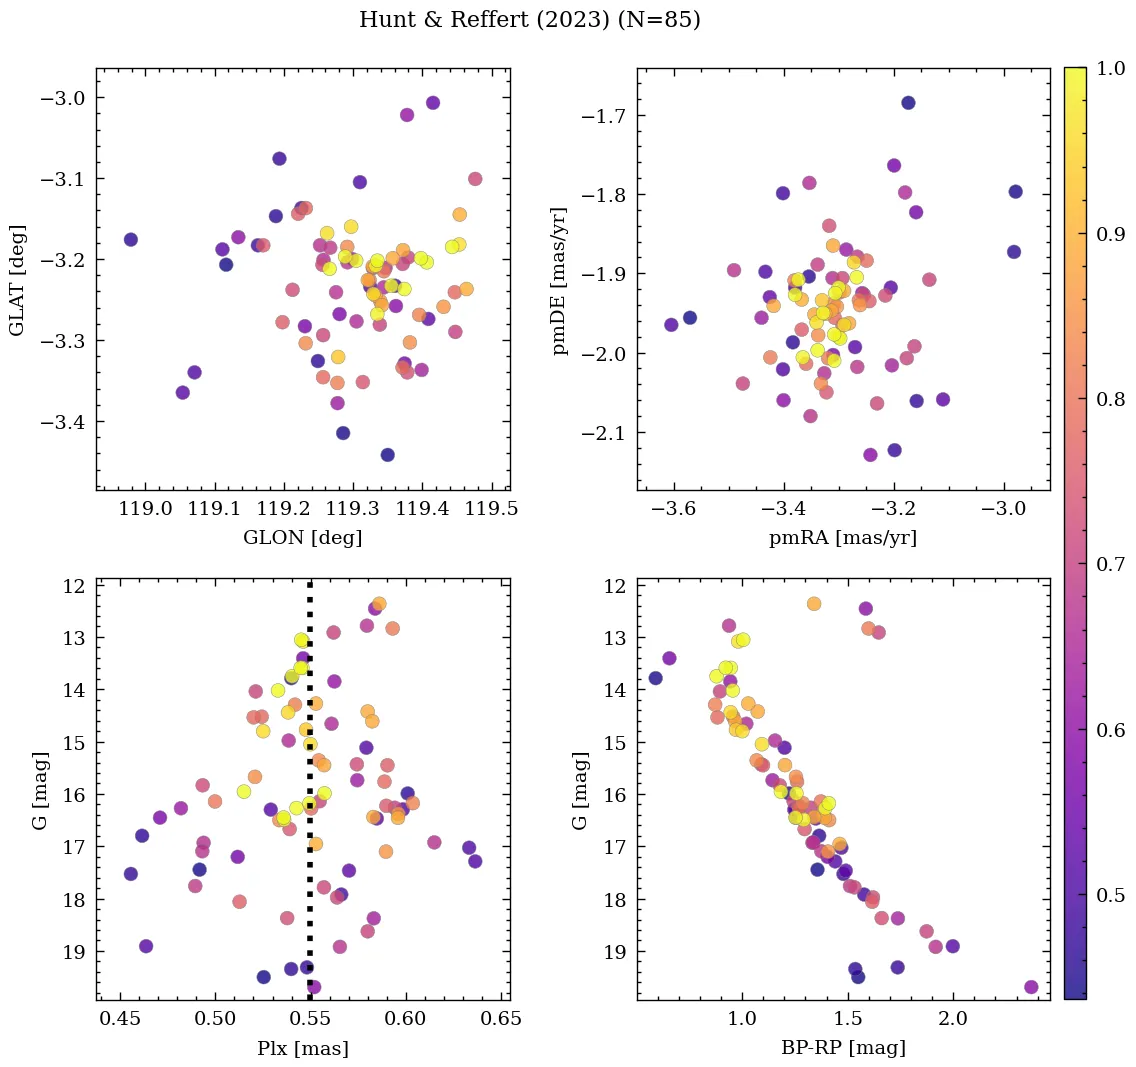 Hunt & Reffert (2023) (N=85)
−3.0
−3.1
−3.2
−3.3
−3.4
GLAT [deg]
119.0 119.1 119.2 119.3 119.4 119.5
GLON [deg]
−1.7
−1.8
−1.9
−2.0
−2.1
pmDE [mas/yr]
−3.6 −3.4 −3.2 −3.0
pmRA [mas/yr]
12
13
14
15
16
17
18
19
G [mag]
0.45 0.50 0.55 0.60 0.65
Plx [mas]
12
13
14
15
16
17
18
19
G [mag]
1.0 1.5 2.0
BP-RP [mag]
1.0
0.9
0.8
0.7
0.6
0.5